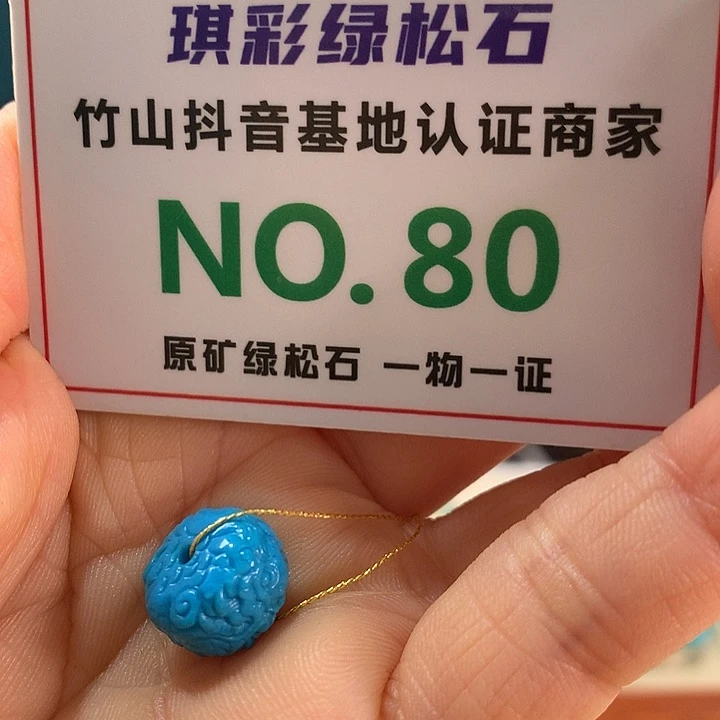 琪彩绿松石
竹山抖音基地认证商家
NO.80
原矿绿松石 一物一证